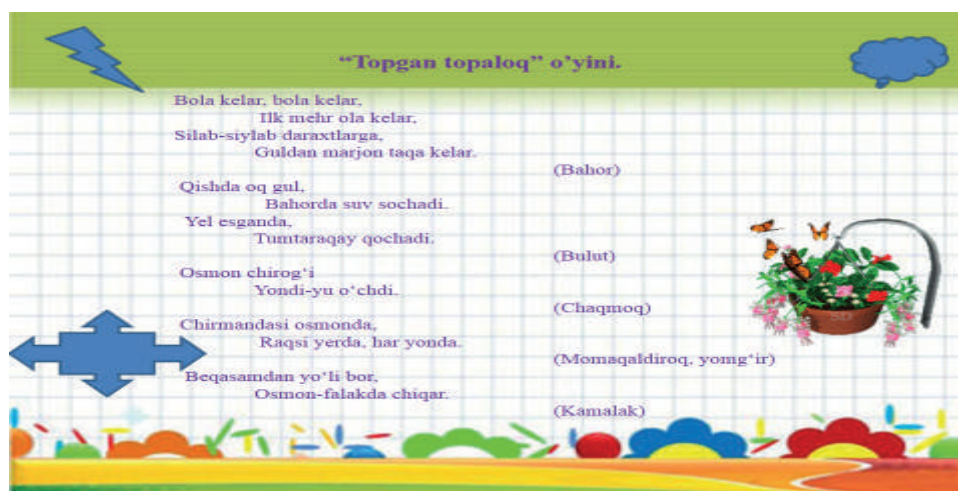 “Topgan topaloq” o’yini.
Bola kelar, bola kelar,
Ilk mehr ola kelar,
Silab-siylab daraxtlarga,
Guldan marjon taqa kelar.
(Bahor)
Qishda oq gul,
Bahorda suv sochadi.
Yel esganda,
Tumtaraqay qochadi.
(Bulut)
Osmon chirog‘i
Yondi-yu o‘chdi.
(Chaqmoq)
Chirmandasi osmonda,
Raqsi yerda, har yonda.
(Momaqaldiroq, yomg‘ir)
Beqasamdan yo‘li bor,
Osmon-falakda chiqar.
(Kamalak)